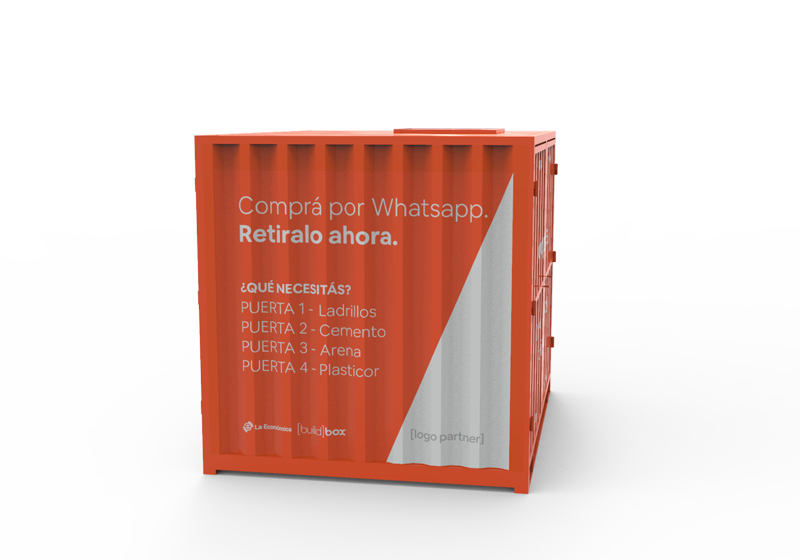 Comprá por Whatsapp.
Retiralo ahora.
¿QUÉ NECESITÁS?
PUERTA 1 - Ladrillos
PUERTA 2 - Cemento
PUERTA 3 - Arena
PUERTA 4 - Plasticor
La Económica [build]box
[logo partner]